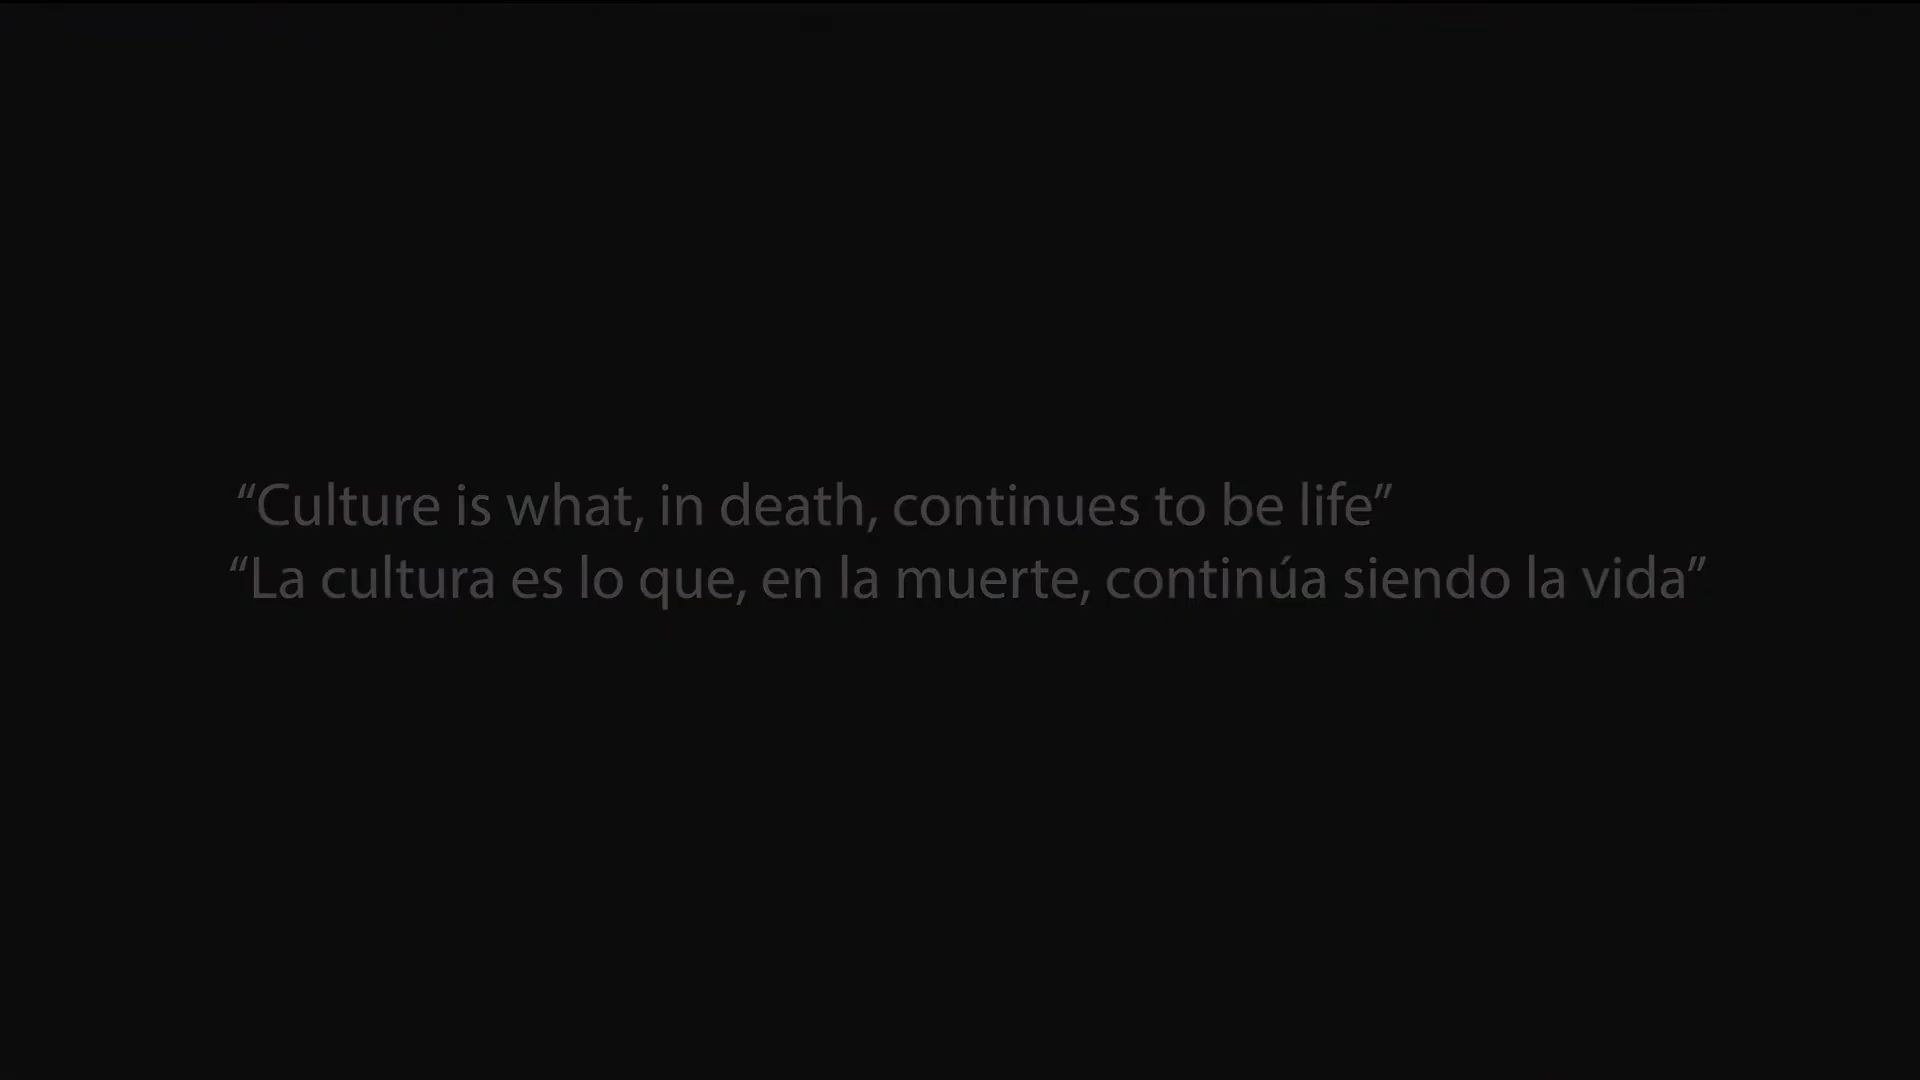 “Culture is what, in death, continues to be life”
“La cultura es lo que, en la muerte, continúa siendo la vida”